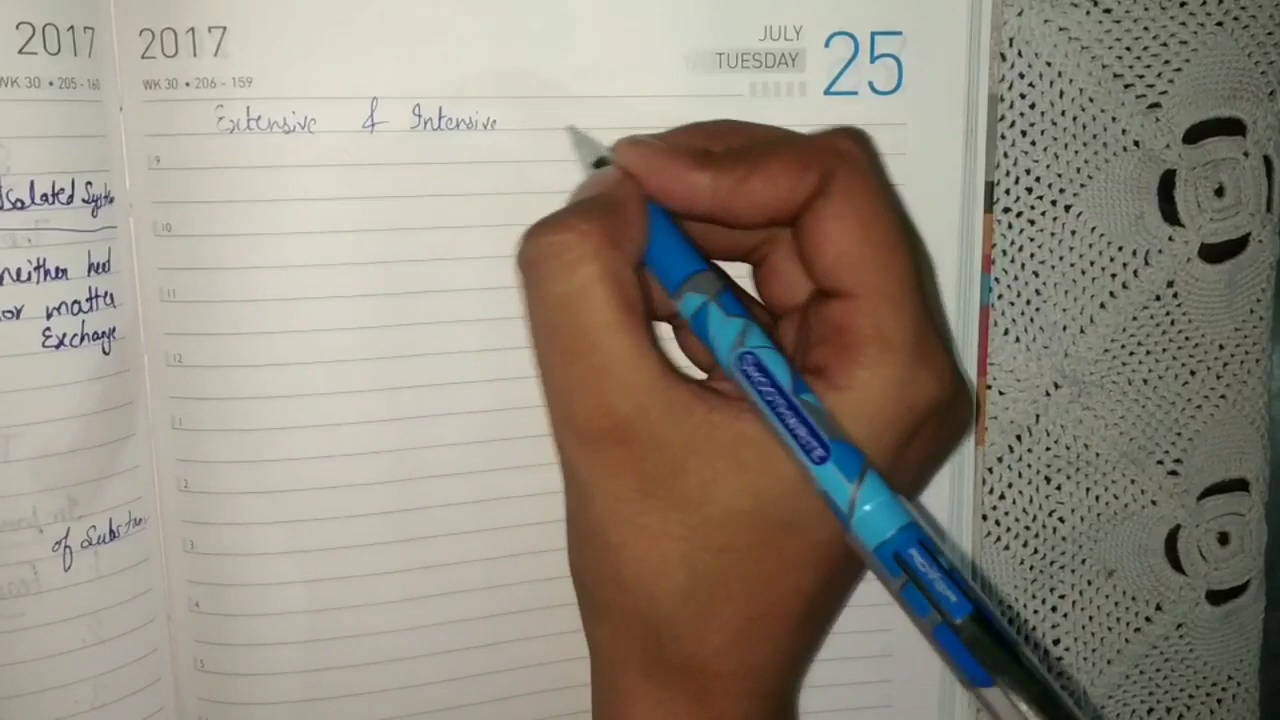 2017
WK 30 • 205 - 160
Isolated System
neither heat
or matter
Exchange
of Substan
2017
WK 30 • 206 - 159
JULY
TUESDAY
25
Extensive & Intensive
9
10
11
12
1
2
3
4
5